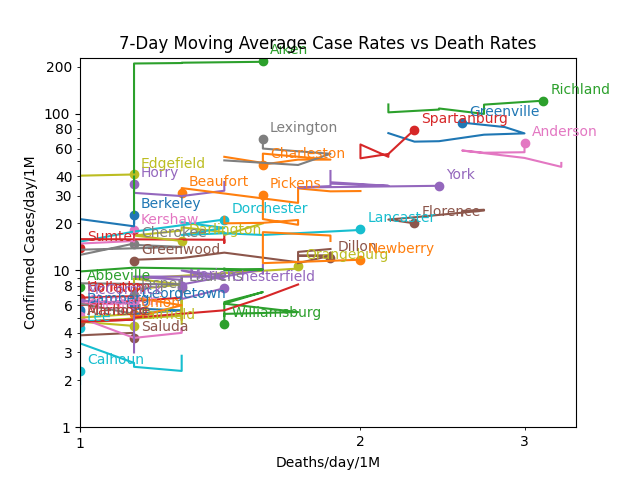 7-Day Moving Average Case Rates vs Death Rates
Aiken
200
Richland
100
Greenville
Spartanburg
80
Lexington
Anderson
60
Charleston
Edgefield
40
Horry
York
Beaufort
Pickens
30
Berkeley
Dorchester
Florence
20
Kershaw
Lancaster
Darlington
Sumter
Cherokee
Greenwood
Dillon
Newberry
Orangeburg
10
Abbeville
Chesterfield
8
Georgetown
6
Union
Williamsburg
4
Saluda
3
Calhoun
2
1
1
2
3
Confirmed Cases/day/1M
Deaths/day/1M